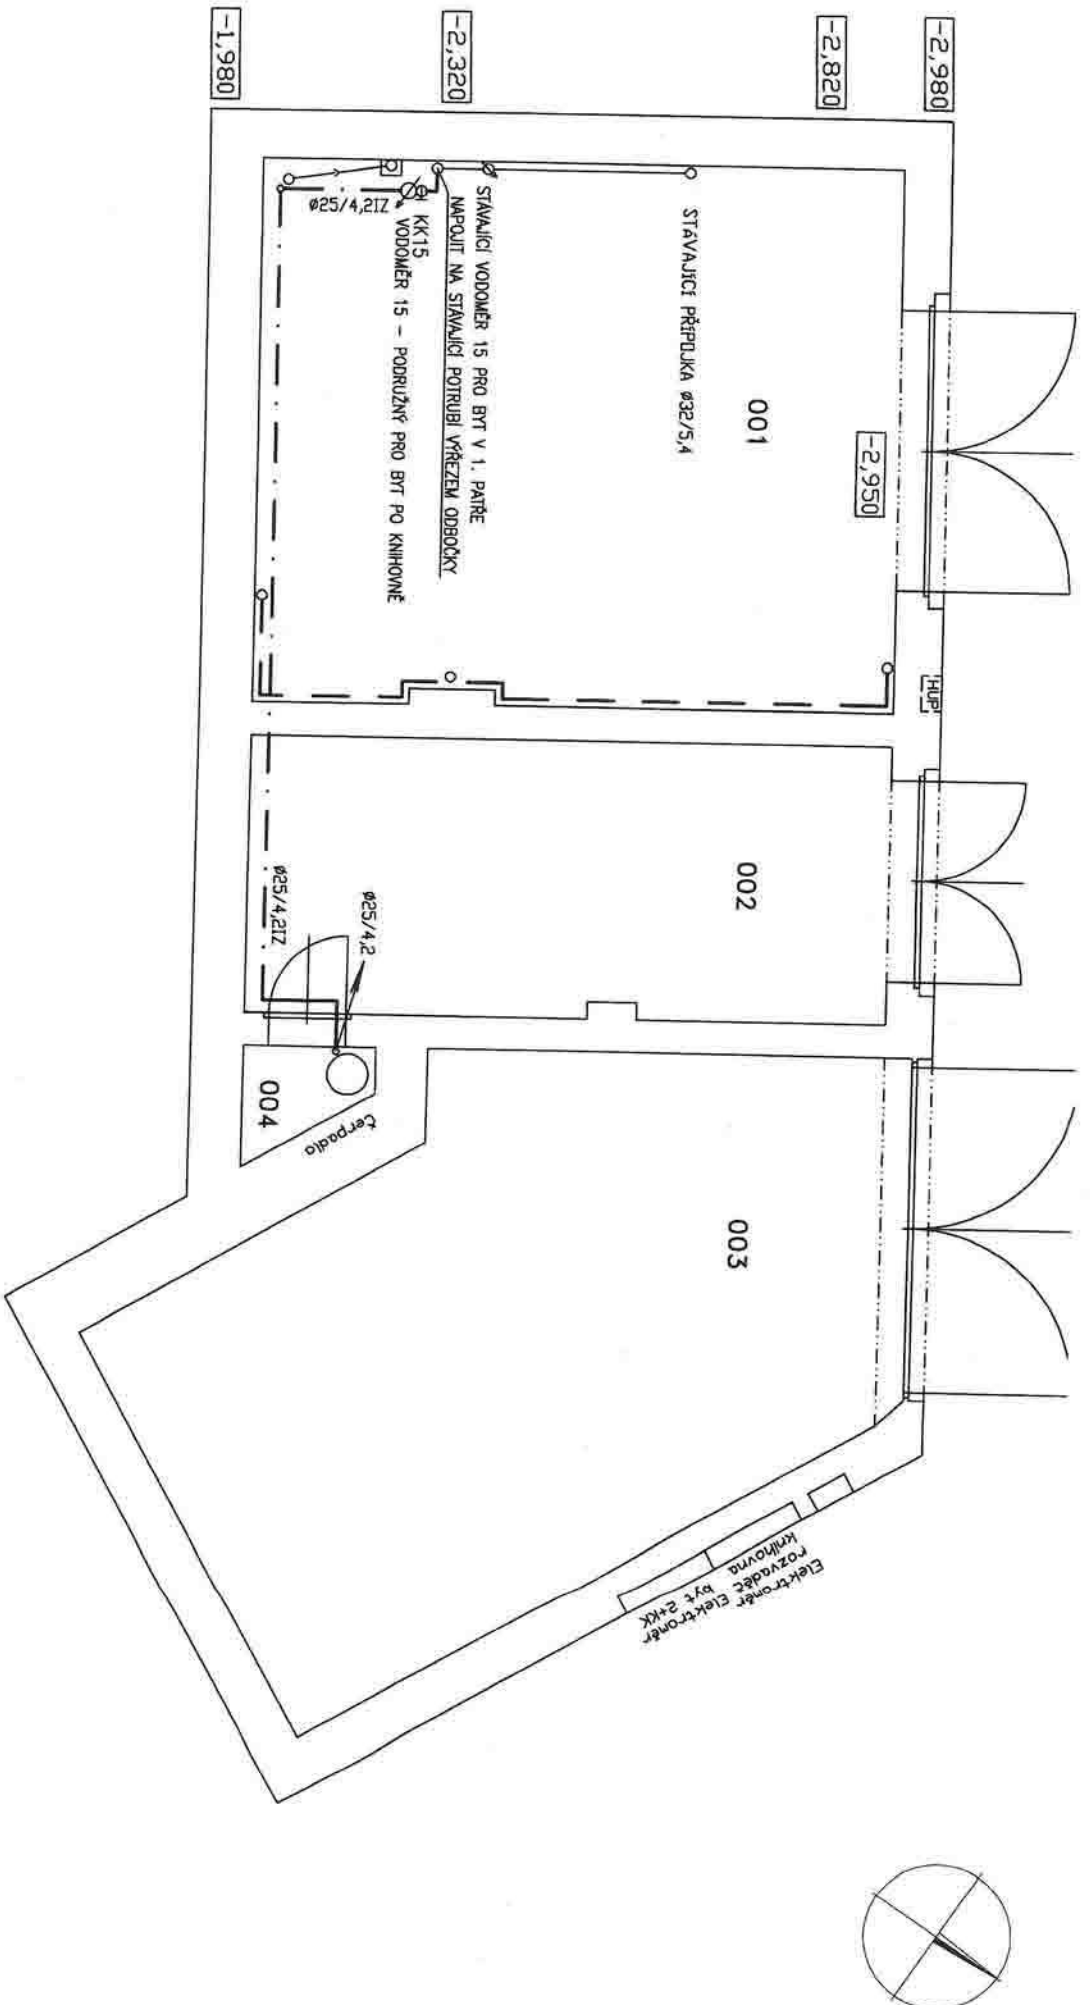 -1,980
-2,320
-2,820
-2,980
STÁVAJÍCÍ PŘÍPOJKA ø32/5,4
001
-2,950
STÁVAJÍCÍ VODOMĚR 15 PRO BYT V 1. PATŘE
NAPOJIT NA STÁVAJÍCÍ POTRUBÍ VÝŘEZEM ODBOČKY
KK15
VODOMĚR 15 - PODRUŽNÝ PRO BYT PO KNIHOVNĚ
ø25/4,2IZ
HUP
002
ø25/4,2IZ
ø25/4,2
004
čerpadlo
003
Elektroměr Elektroměr
rozvaděč byt 2+KK
knihovna